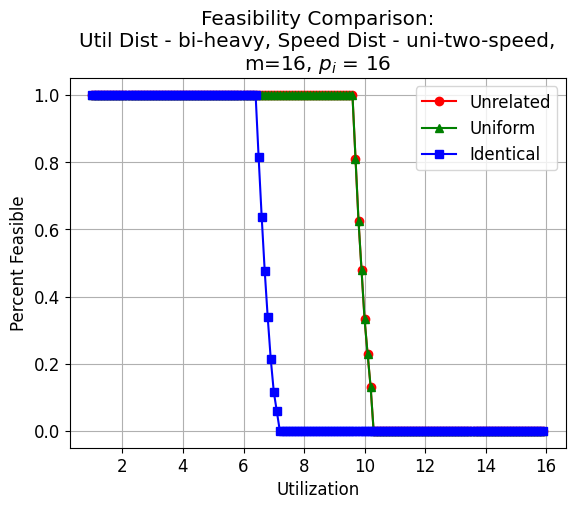 Feasibility Comparison:
Util Dist - bi-heavy, Speed Dist - uni-two-speed,
m=16, $p_i$ = 16
1.0
0.8
0.6
0.4
0.2
0.0
Percent Feasible
Unrelated
Uniform
Identical
2 4 6 8 10 12 14 16
Utilization